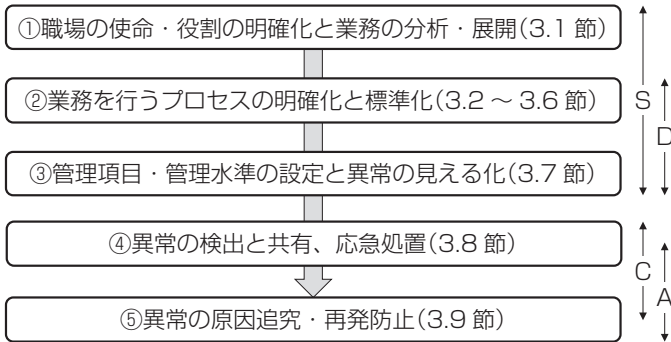 ①職場の使命・役割の明確化と業務の分析・展開(3.1 節)
②業務を行うプロセスの明確化と標準化(3.2 ～ 3.6 節)
③管理項目・管理水準の設定と異常の見える化(3.7 節)
④異常の検出と共有、応急処置(3.8 節)
⑤異常の原因追究・再発防止(3.9 節)
S
D
C
A